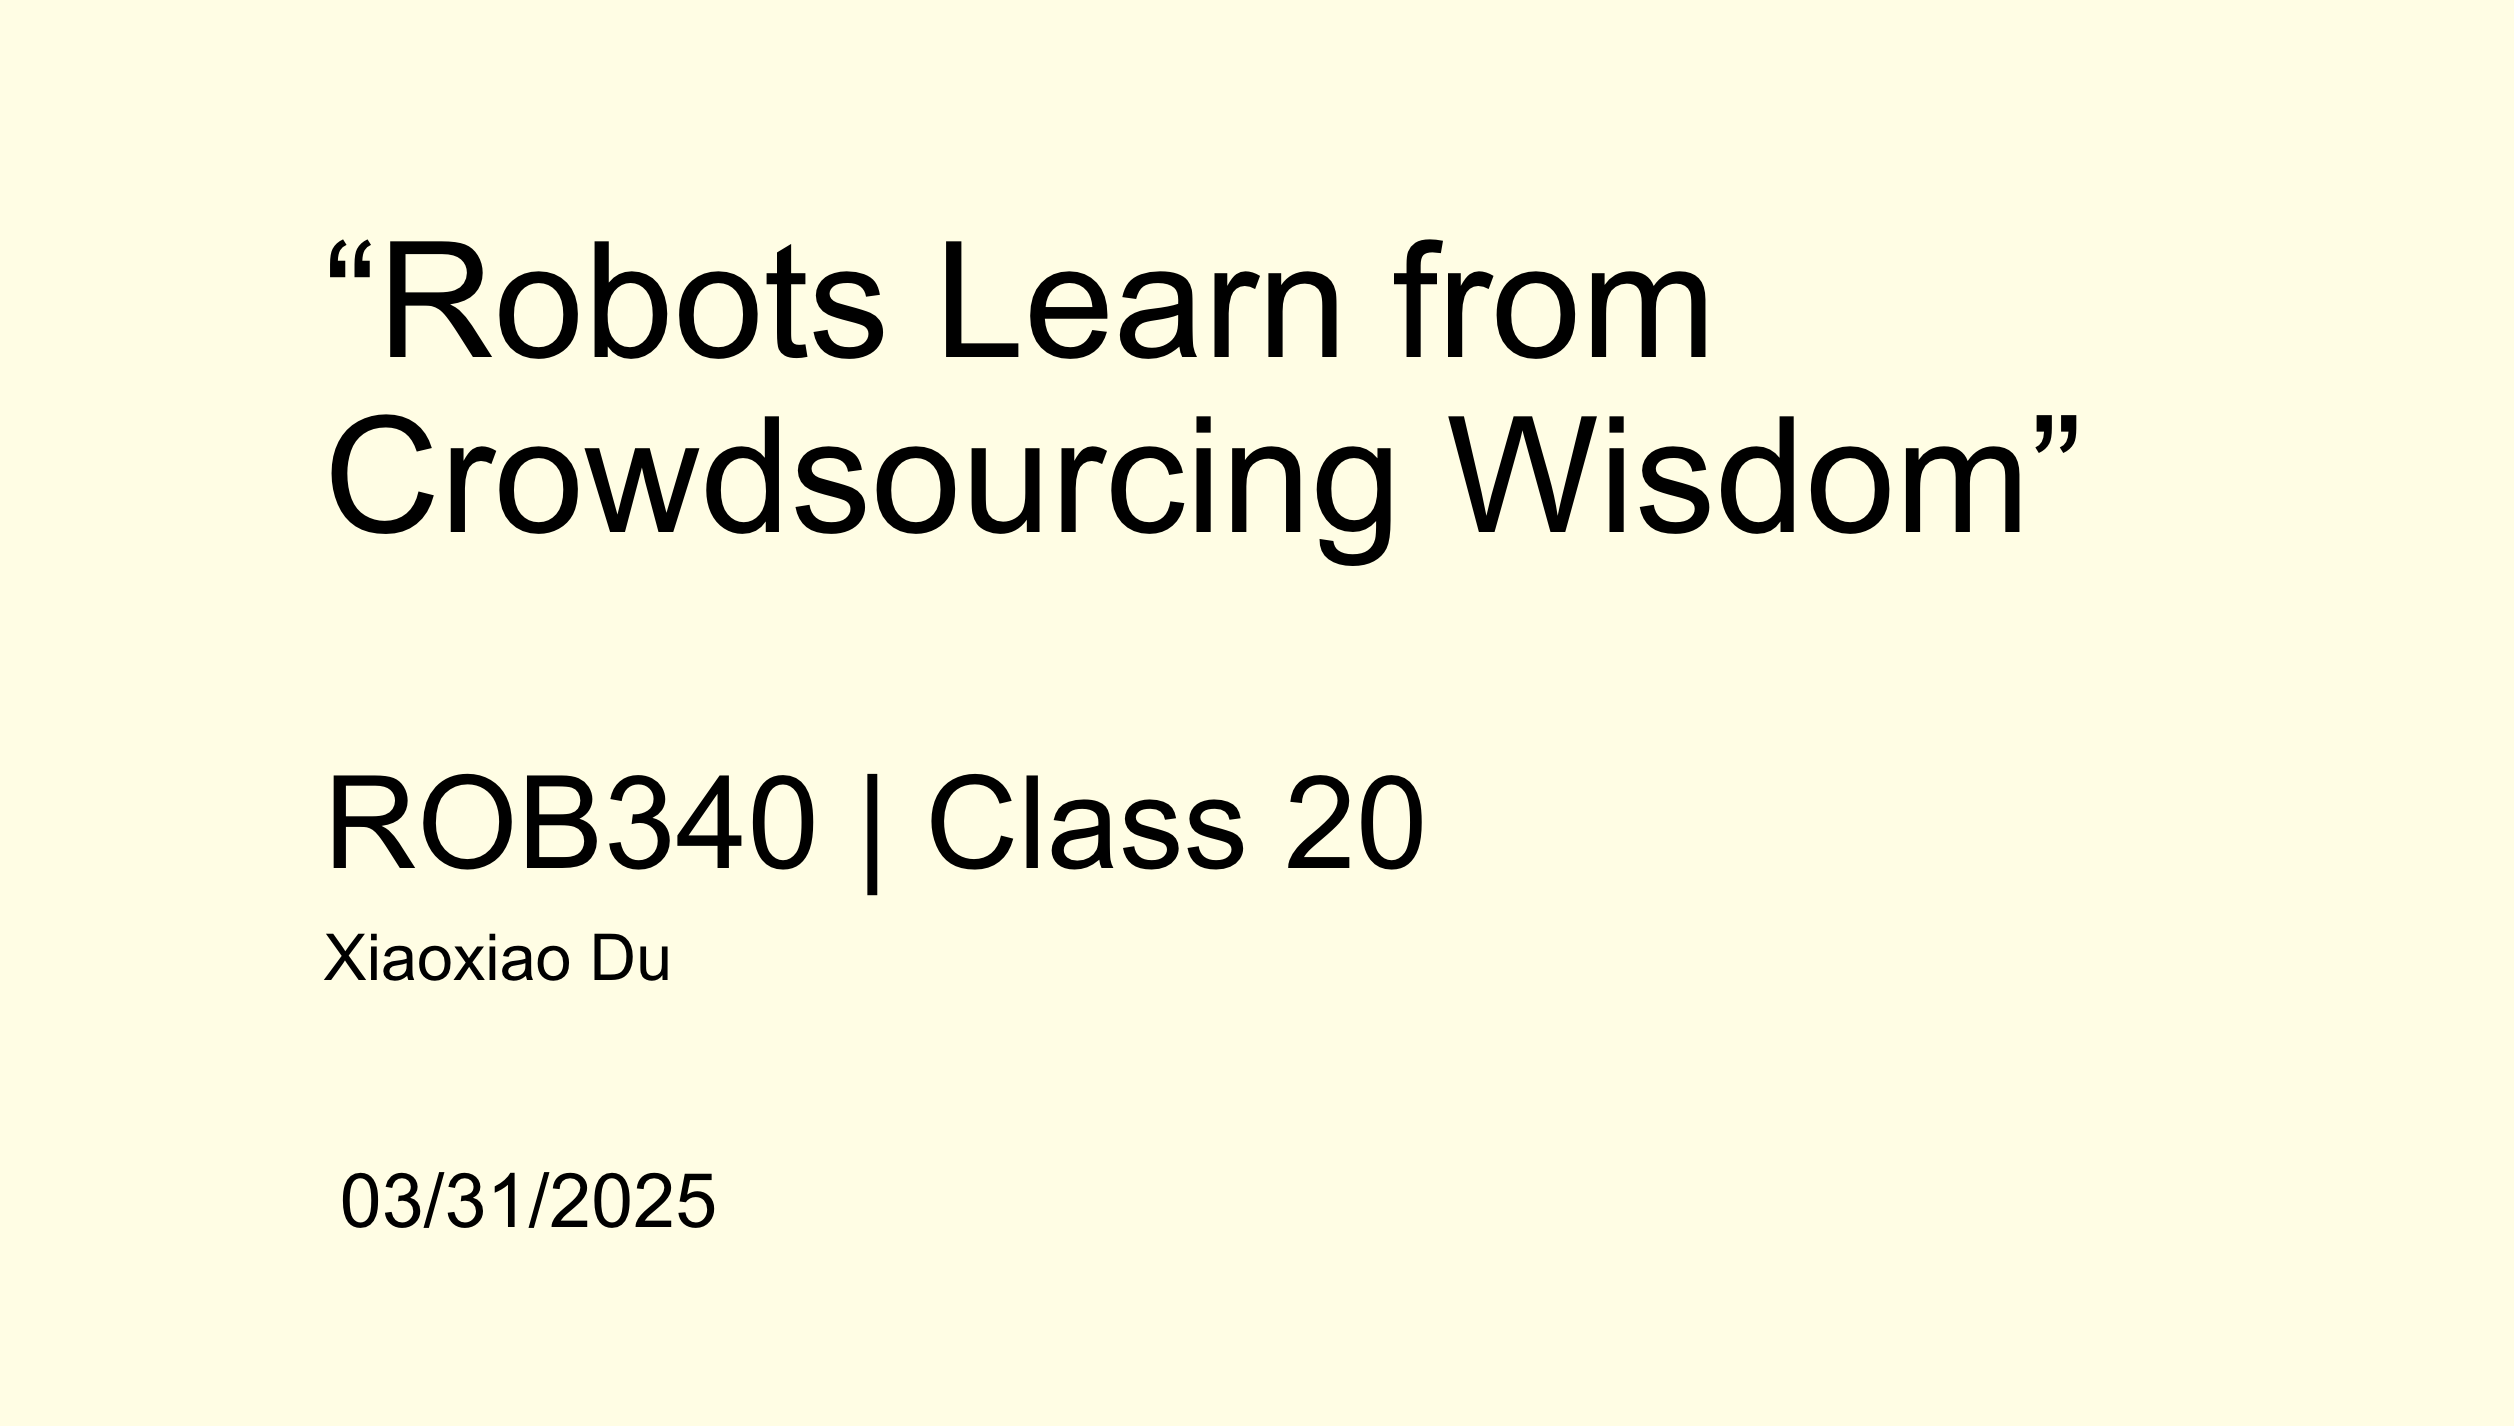 “Robots Learn from
Crowdsourcing Wisdom”
ROB340 | Class 20
Xiaoxiao Du
03/31/2025